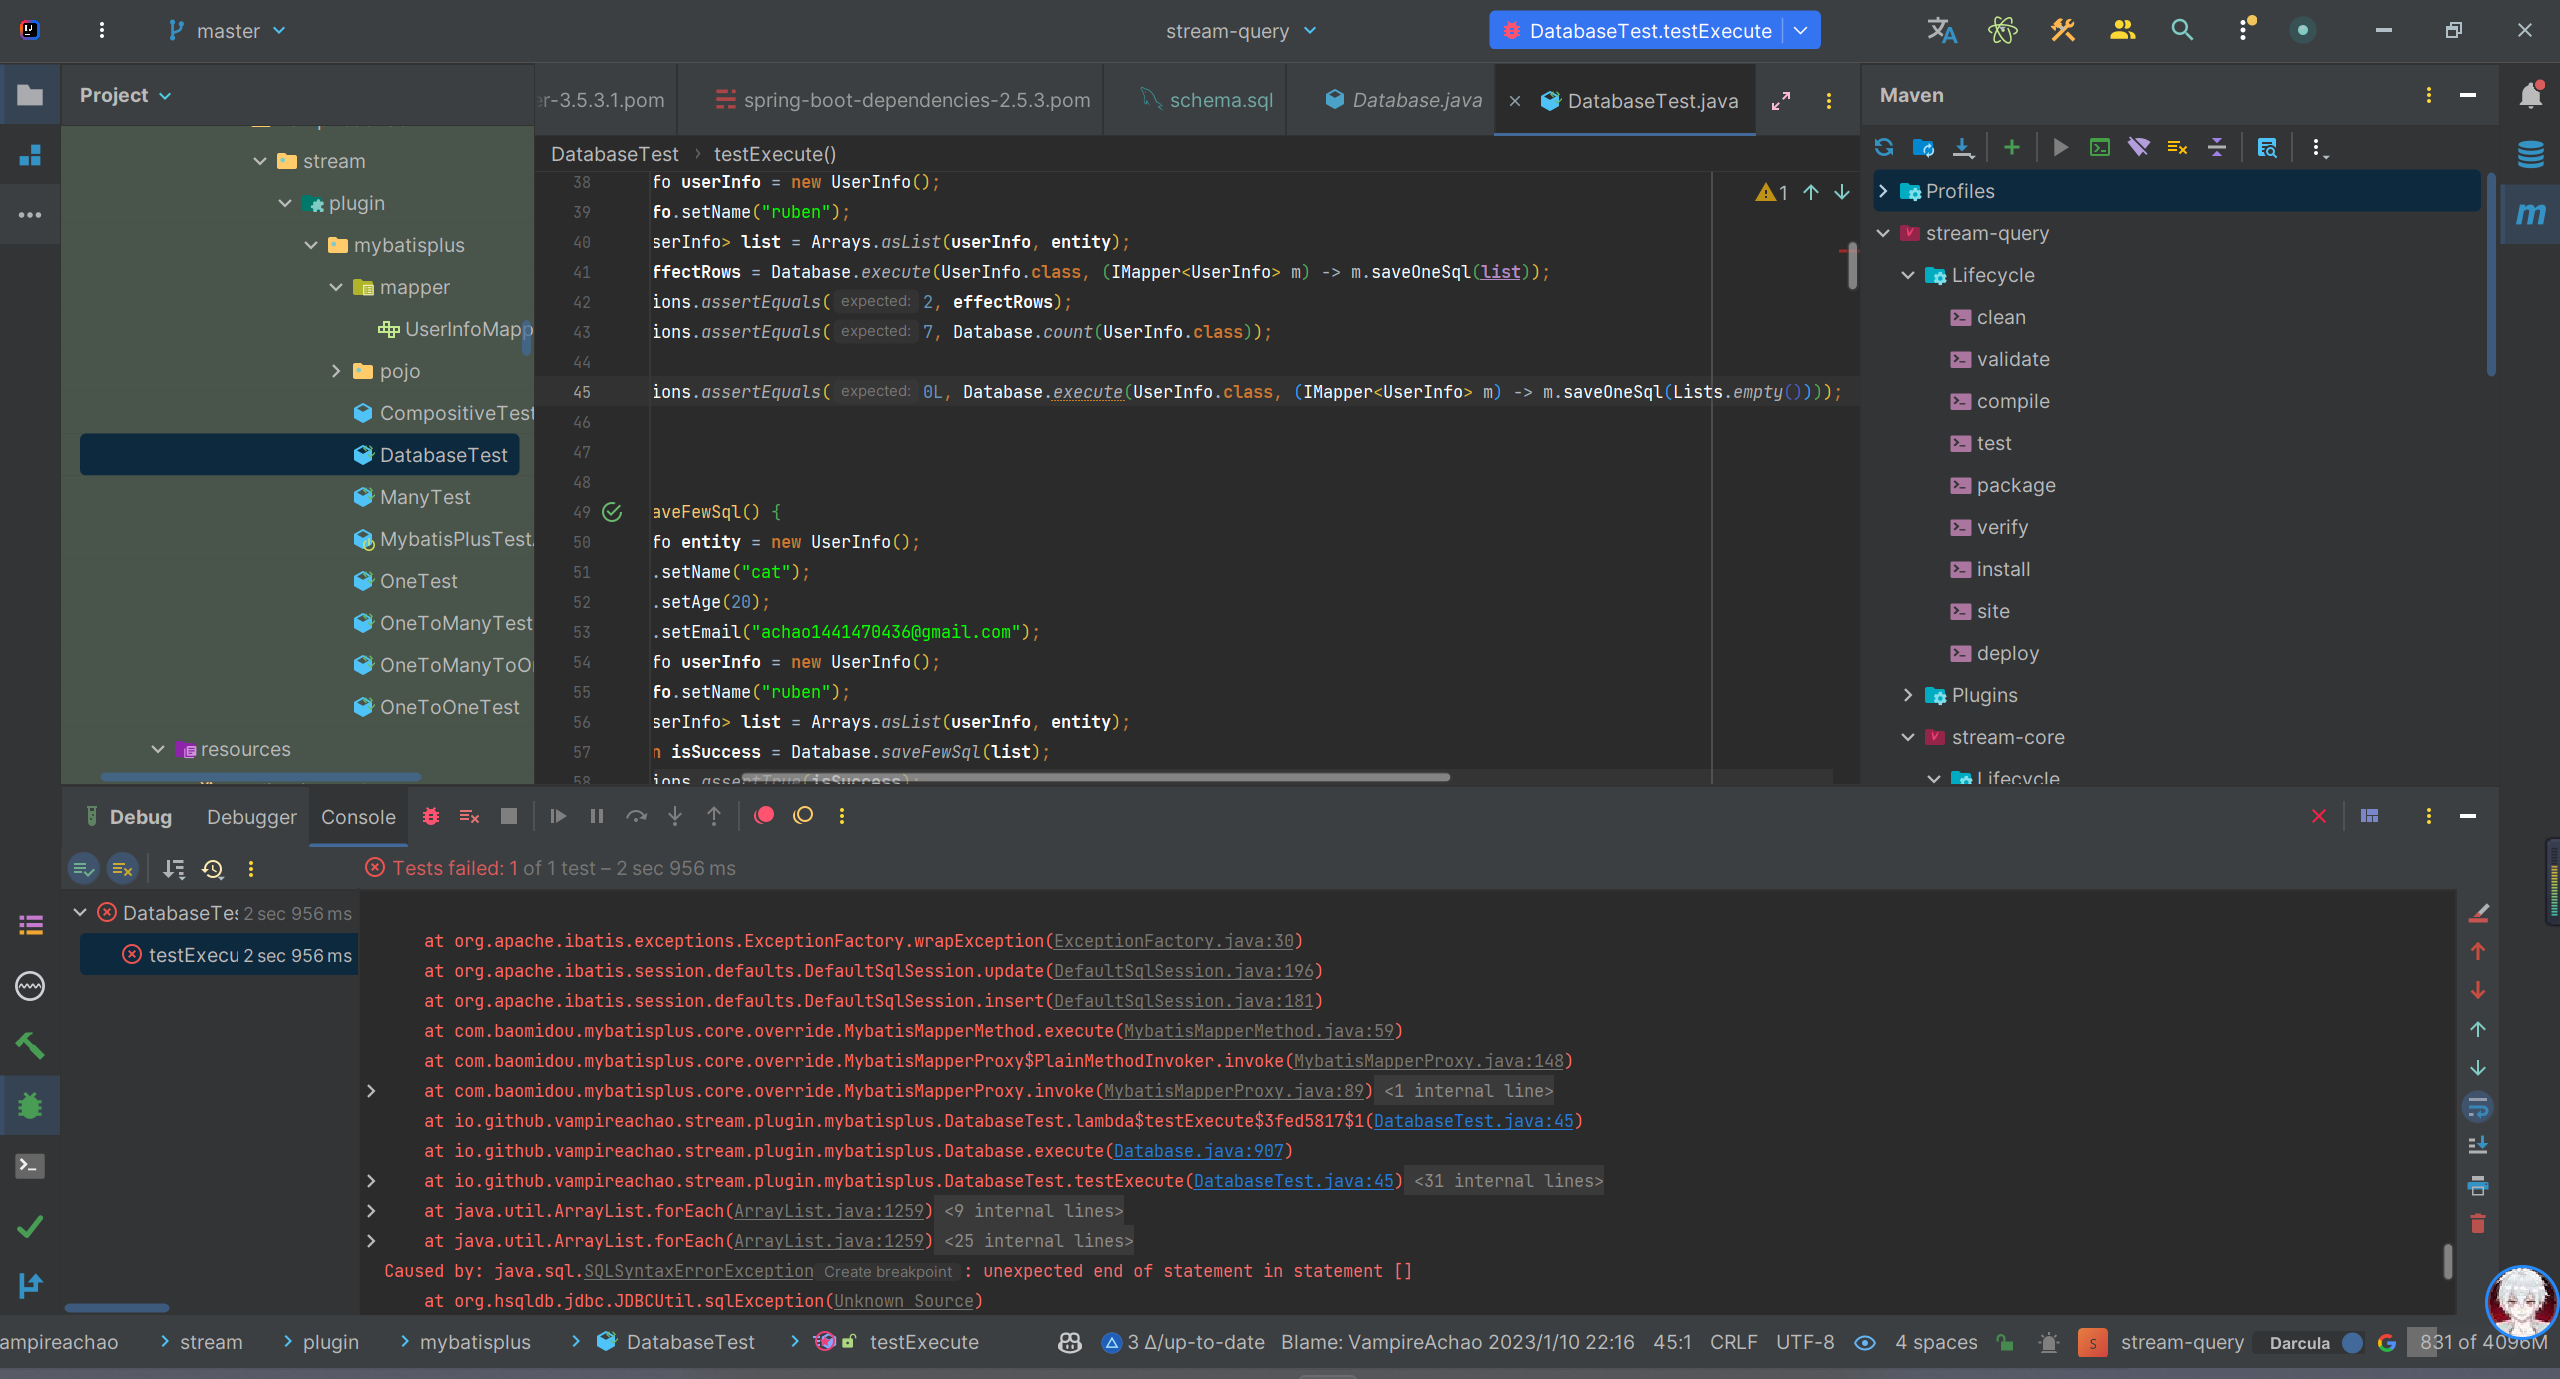 master
stream-query
DatabaseTest.testExecute
Project
stream
plugin
mybatisplus
mapper
UserInfoMapp
pojo
CompositiveTest
DatabaseTest
ManyTest
MybatisPlusTest.
OneTest
OneToManyTest
OneToManyToOn
OneToOneTest
resources
er-3.5.3.1.pom
spring-boot-dependencies-2.5.3.pom
schema.sql
Database.java
DatabaseTest.java
DatabaseTest
testExecute()
1
38 fo userInfo = new UserInfo();
39 fo.setName("ruben");
40 serInfo> list = Arrays.asList(userInfo, entity);
41 ffectRows = Database.execute(UserInfo.class, (IMapper<UserInfo> m) -> m.saveOneSql(list));
42 ions.assertEquals( expected: 2, effectRows);
43 ions.assertEquals( expected: 7, Database.count(UserInfo.class));
44
45 ions.assertEquals( expected: 0L, Database.execute(UserInfo.class, (IMapper<UserInfo> m) -> m.saveOneSql(Lists.empty())));
46
47
48
49 aveFewSql() {
50 fo entity = new UserInfo();
51 .setName("cat");
52 .setAge(20);
53 .setEmail("achao1441470436@gmail.com");
54 fo userInfo = new UserInfo();
55 fo.setName("ruben");
56 serInfo> list = Arrays.asList(userInfo, entity);
57 n isSuccess = Database.saveFewSql(list);
58 ions.assertTrue(isSuccess);
Maven
Profiles
stream-query
Lifecycle
clean
validate
compile
test
package
verify
install
site
deploy
Plugins
stream-core
Lifecycle
m
Debug
Debugger
Console
Tests failed: 1 of 1 test – 2 sec 956 ms
DatabaseTes 2 sec 956 ms
testExecu 2 sec 956 ms
at org.apache.ibatis.exceptions.ExceptionFactory.wrapException(ExceptionFactory.java:30)
at org.apache.ibatis.session.defaults.DefaultSqlSession.update(DefaultSqlSession.java:196)
at org.apache.ibatis.session.defaults.DefaultSqlSession.insert(DefaultSqlSession.java:181)
at com.baomidou.mybatisplus.core.override.MybatisMapperMethod.execute(MybatisMapperMethod.java:59)
at com.baomidou.mybatisplus.core.override.MybatisMapperProxy$PlainMethodInvoker.invoke(MybatisMapperProxy.java:148)
at com.baomidou.mybatisplus.core.override.MybatisMapperProxy.invoke(MybatisMapperProxy.java:89) <1 internal line>
at io.github.vampireachao.stream.plugin.mybatisplus.DatabaseTest.lambda$testExecute$3fed5817$1(DatabaseTest.java:45)
at io.github.vampireachao.stream.plugin.mybatisplus.Database.execute(Database.java:907)
at io.github.vampireachao.stream.plugin.mybatisplus.DatabaseTest.testExecute(DatabaseTest.java:45) <31 internal lines>
at java.util.ArrayList.forEach(ArrayList.java:1259) <9 internal lines>
at java.util.ArrayList.forEach(ArrayList.java:1259) <25 internal lines>
Caused by: java.sql.SQLSyntaxErrorException Create breakpoint : unexpected end of statement in statement []
at org.hsqldb.jdbc.JDBCUtil.sqlException(Unknown Source)
ampireachao
stream
plugin
mybatisplus
DatabaseTest
testExecute
3 Δ/up-to-date
Blame: VampireAchao 2023/1/10 22:16
45:1
CRLF
UTF-8
4 spaces
S
stream-query
Darcula
831 of 4096M